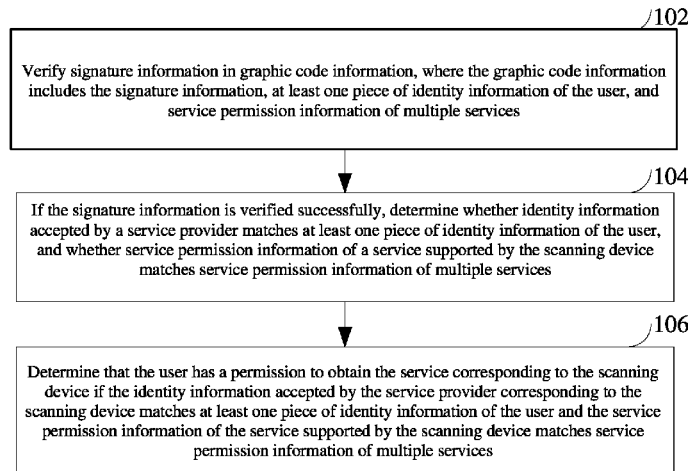 102
Verify signature information in graphic code information, where the graphic code information
includes the signature information, at least one piece of identity information of the user, and
service permission information of multiple services
104
If the signature information is verified successfully, determine whether identity information
accepted by a service provider matches at least one piece of identity information of the user,
and whether service permission information of a service supported by the scanning device
matches service permission information of multiple services
106
Determine that the user has a permission to obtain the service corresponding to the scanning
device if the identity information accepted by the service provider corresponding to the
scanning device matches at least one piece of identity information of the user and the service
permission information of the service supported by the scanning device matches service
permission information of multiple services